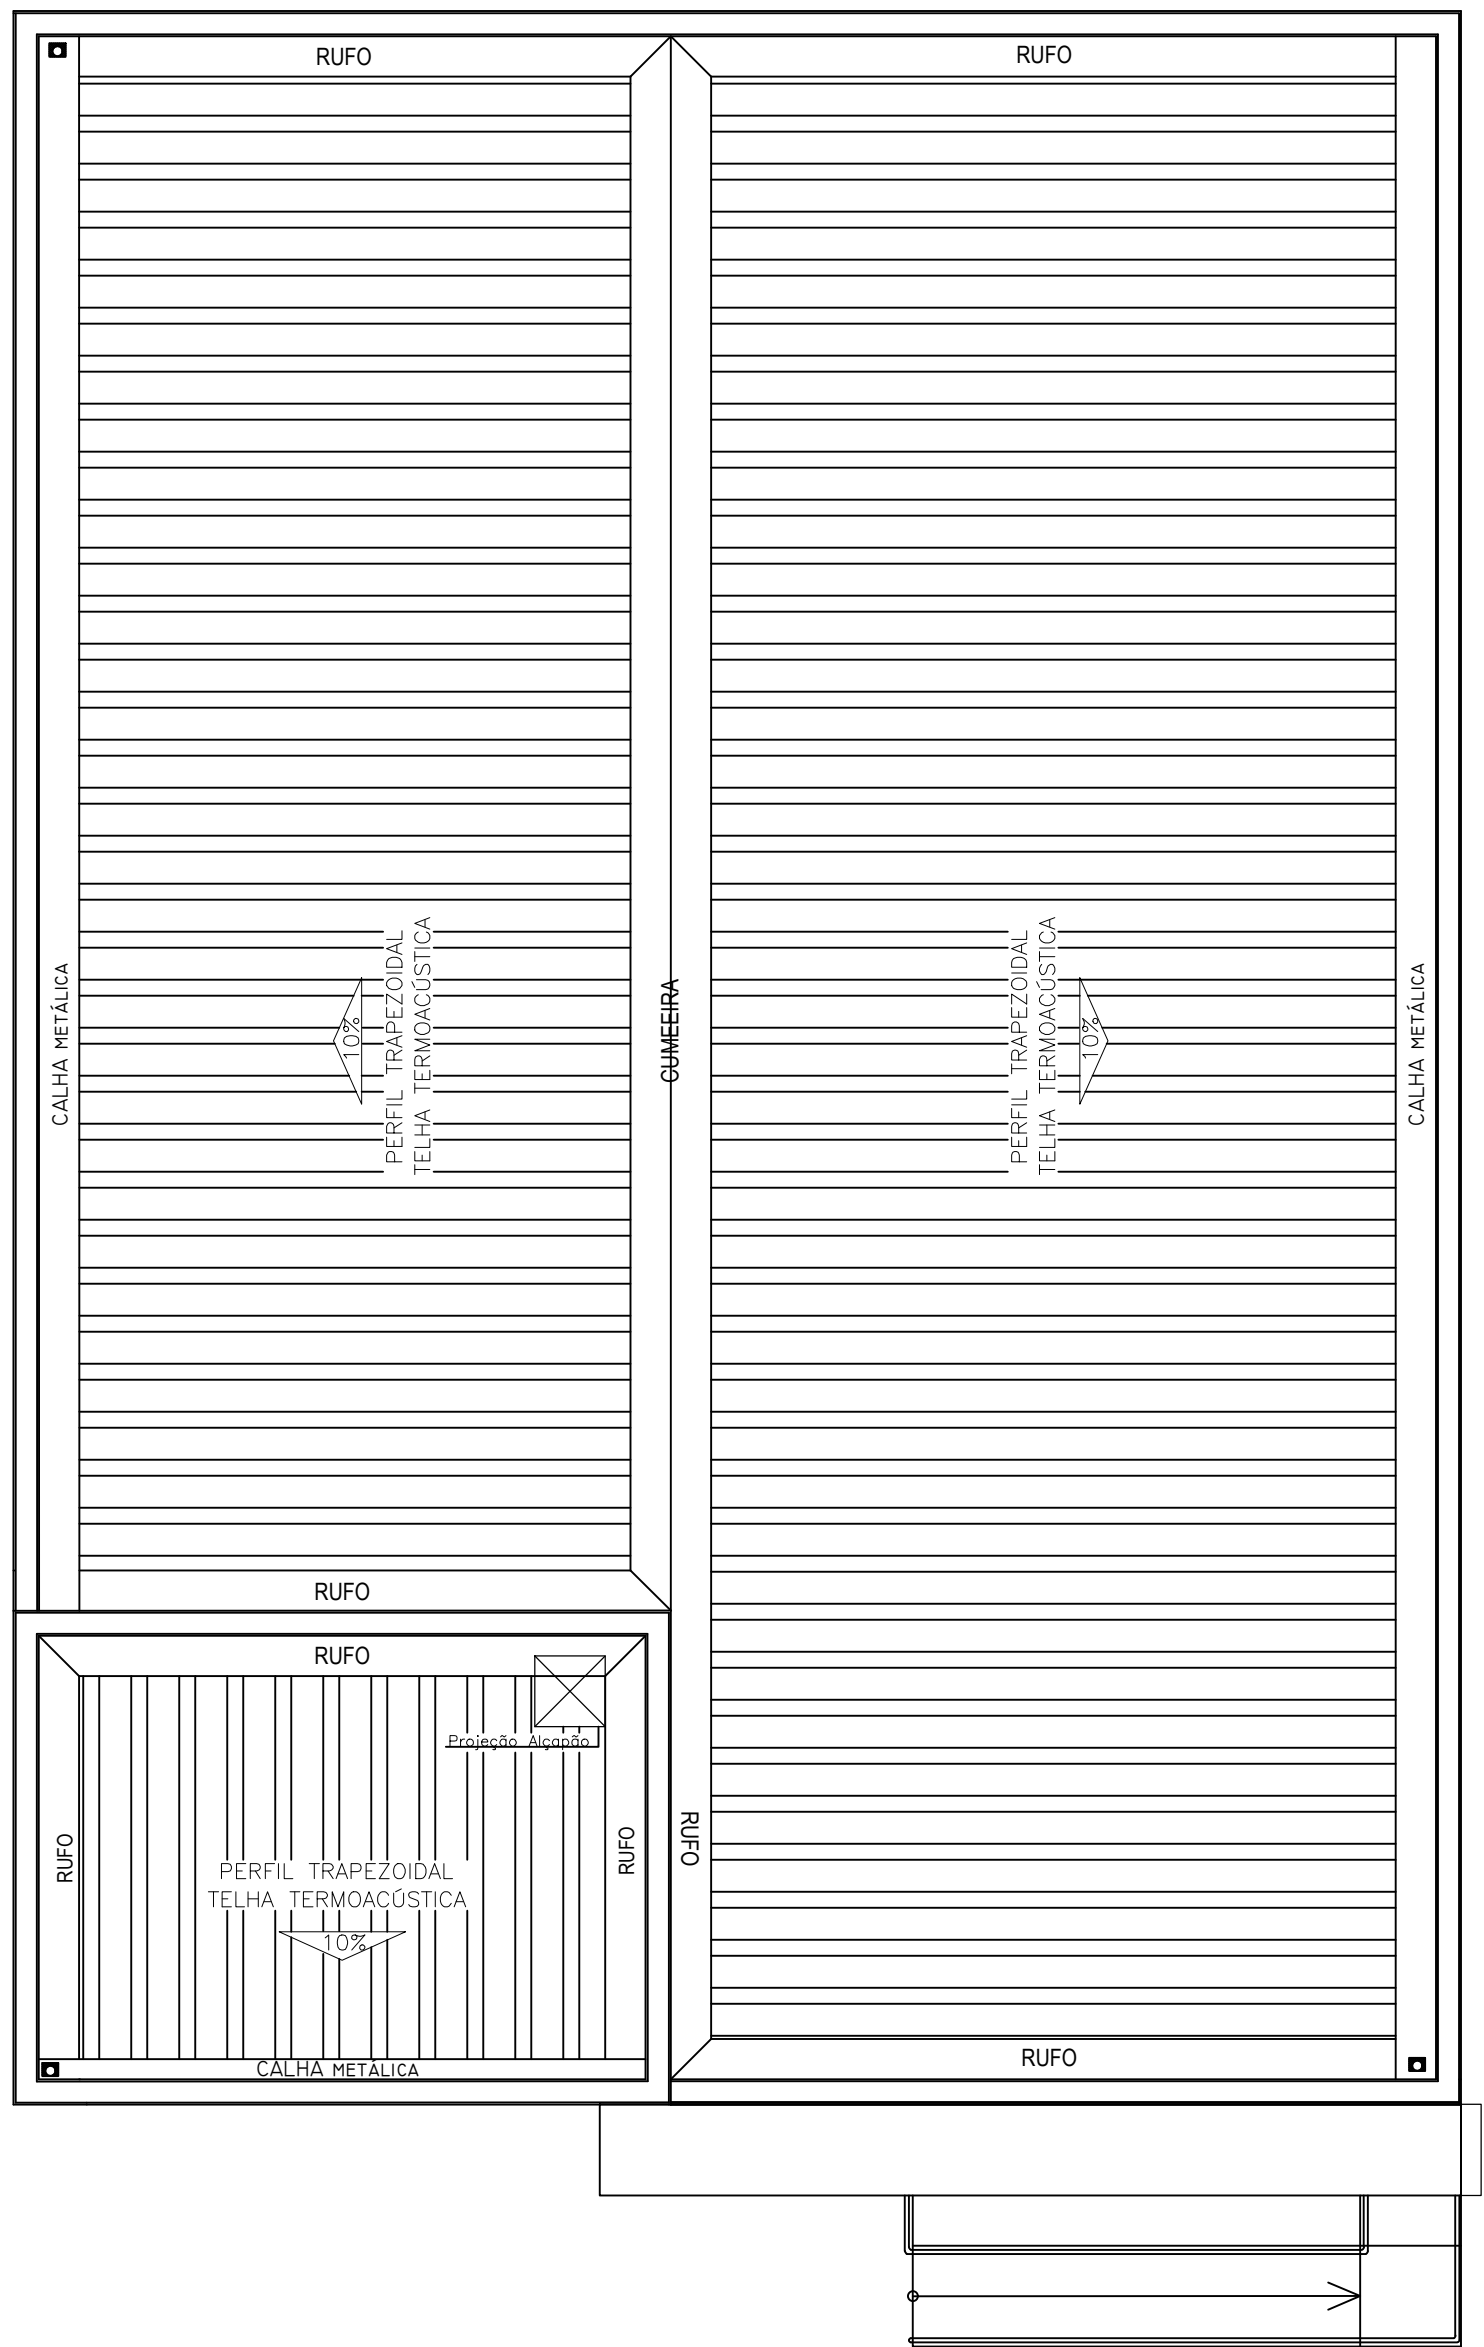 RUFO
RUFO
CALHA METÁLICA
PERFIL TRAPEZOIDAL
TELHA TERMOACÚSTICA
10%
CUMEEIRA
PERFIL TRAPEZOIDAL
TELHA TERMOACÚSTICA
10%
CALHA METÁLICA
RUFO
RUFO
Projeção Alçapão
RUFO
RUFO
RUFO
PERFIL TRAPEZOIDAL
TELHA TERMOACÚSTICA
10%
CALHA METÁLICA
RUFO